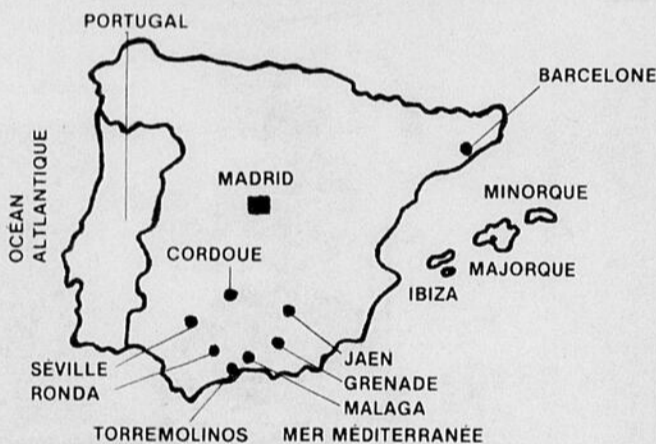 PORTUGAL
BARCELONE
OCÉAN
ALTLANTIQUE
MADRID
MINORQUE
CORDOUE
MAJORQUE
IBIZA
SÉVILLE
JAEN
RONDA
GRENADE
MALAGA
TORREMOLINOS
MER MÉDITERRANÉE